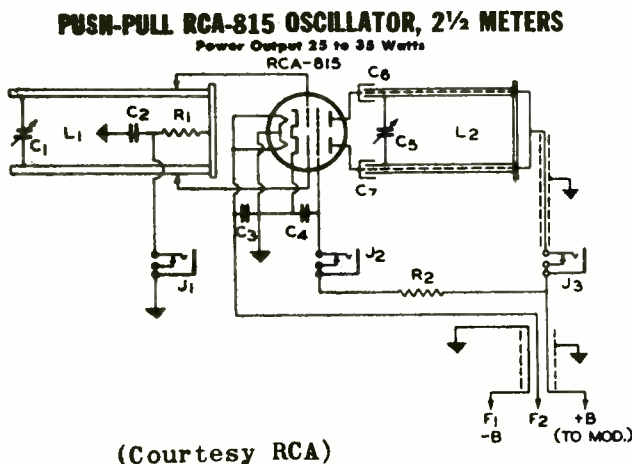 PUSH-PULL RCA-815 OSCILLATOR, 2½ METERS
Power Output 25 to 35 Watts
RCA-815
C6
C2 R1
C1 L1 C5 L2
C7
C3 C4
J1 J2 R2 J3
F1 F2 +B
-B (TO MOD.)
(Courtesy RCA)